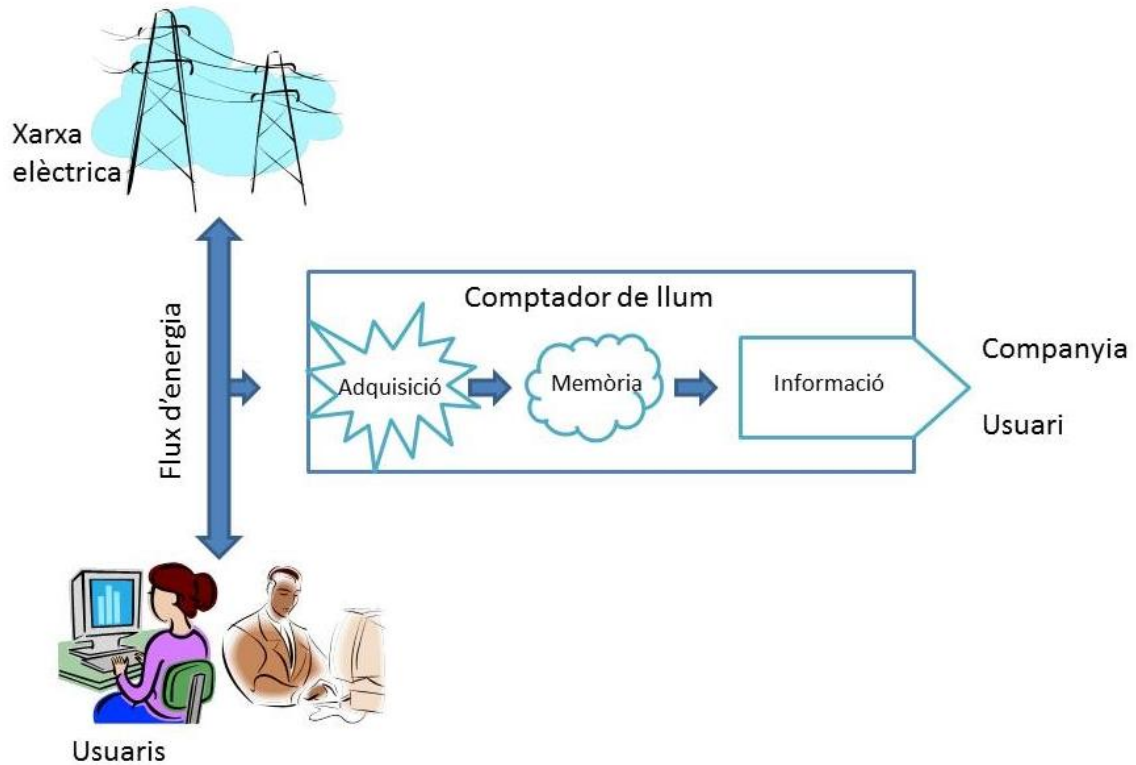 Xarxa
elèctrica
Flux d'energia
Comptador de llum
Adquisició
Memòria
Informació
Companyia
Usuari
Usuaris